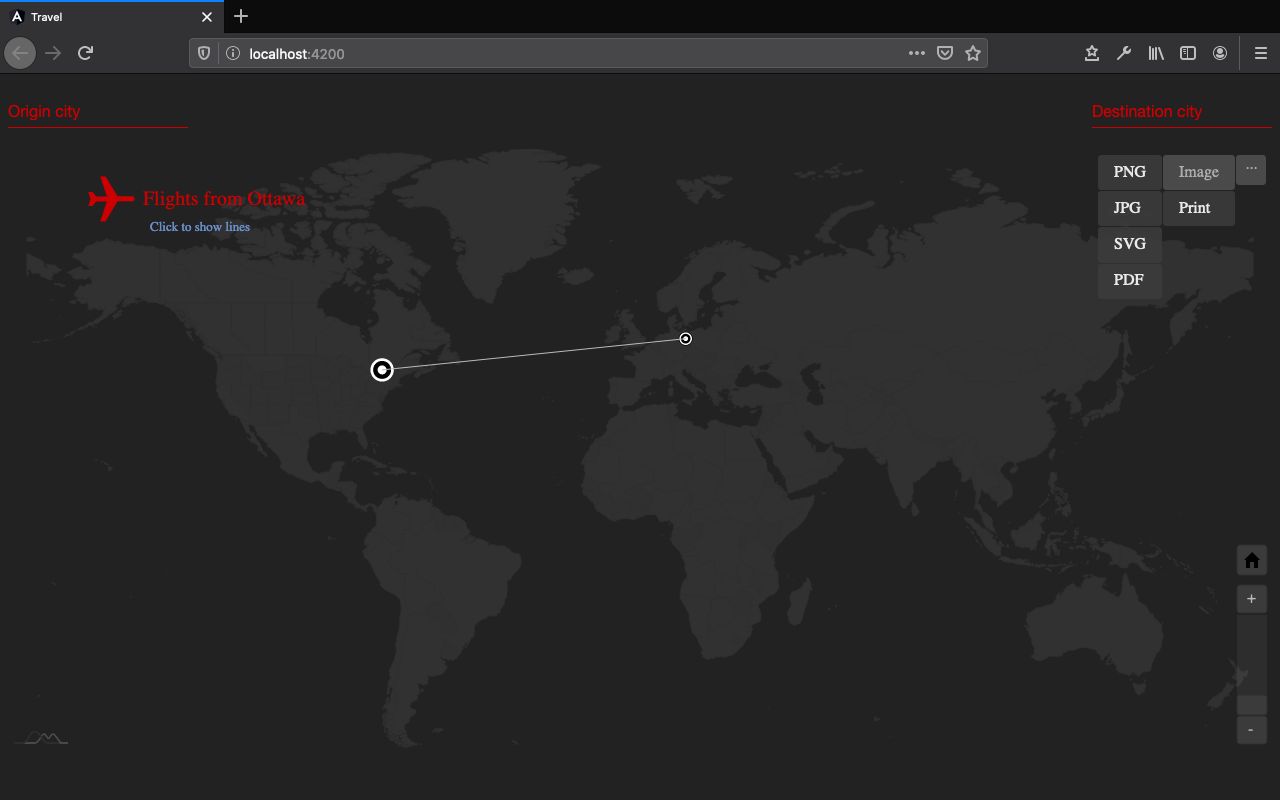 Travel
localhost:4200
Origin city
Destination city
PNG
Image
...
JPG
Print
SVG
PDF
Flights from Ottawa
Click to show lines
+
-